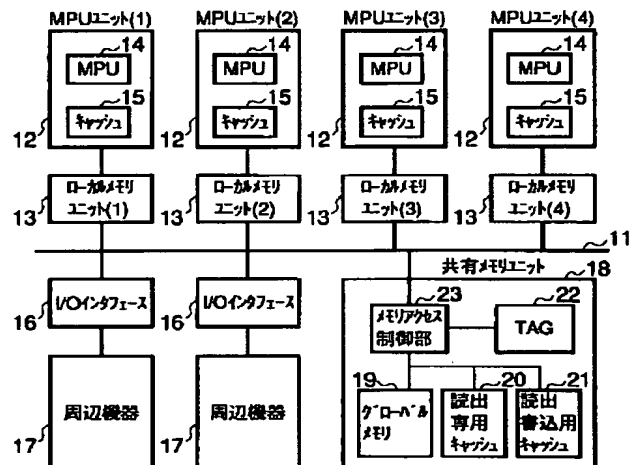 MPUユニット(1) MPUユニット(2) MPUユニット(3) MPUユニット(4)
14 14 14 14
MPU MPU MPU MPU
15 15 15 15
キャッシュ キャッシュ キャッシュ キャッシュ
12 12 12 12
ローカルメモリ ローカルメモリ ローカルメモリ ローカルメモリ
ユニット(1) ユニット(2) ユニット(3) ユニット(4)
13 13 13 13
11
共有メモリユニット
18
I/Oインタフェース I/Oインタフェース
16 16
23 22
メモリアクセス
制御部
TAG
周辺機器 周辺機器
17 17
19 20 21
グローバル
メモリ
読出
専用
キャッシュ
読出
書込用
キャッシュ